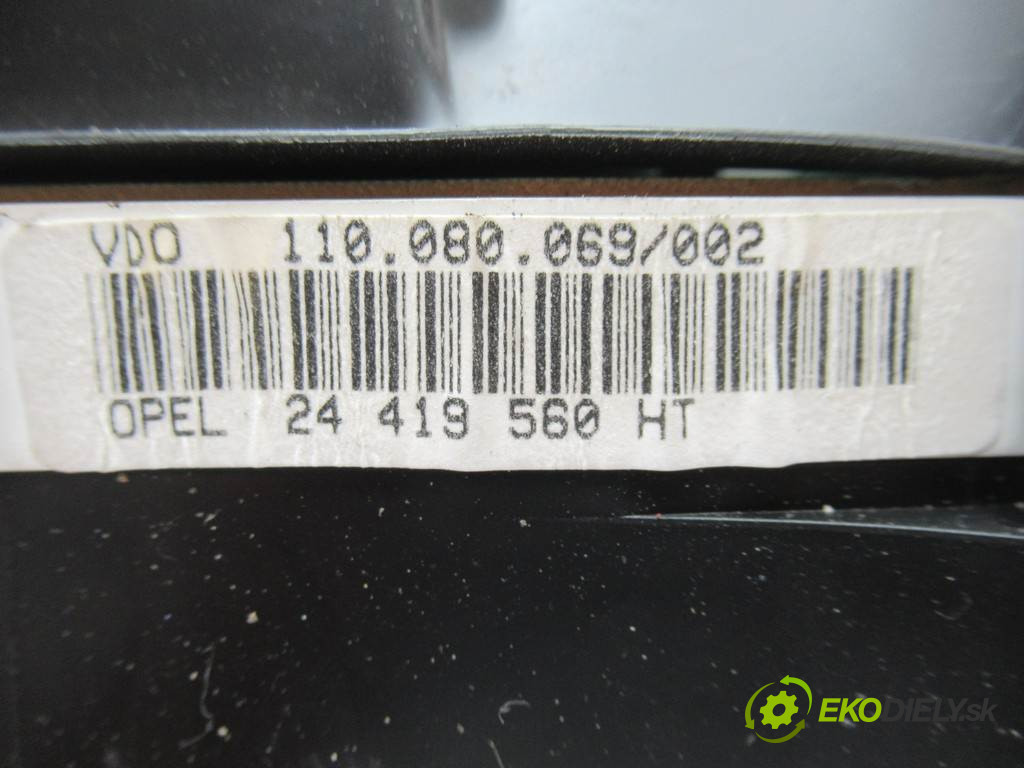 VDO 110.080.069/002
OPEL 24 419 560 HT
EKODIELY.sk